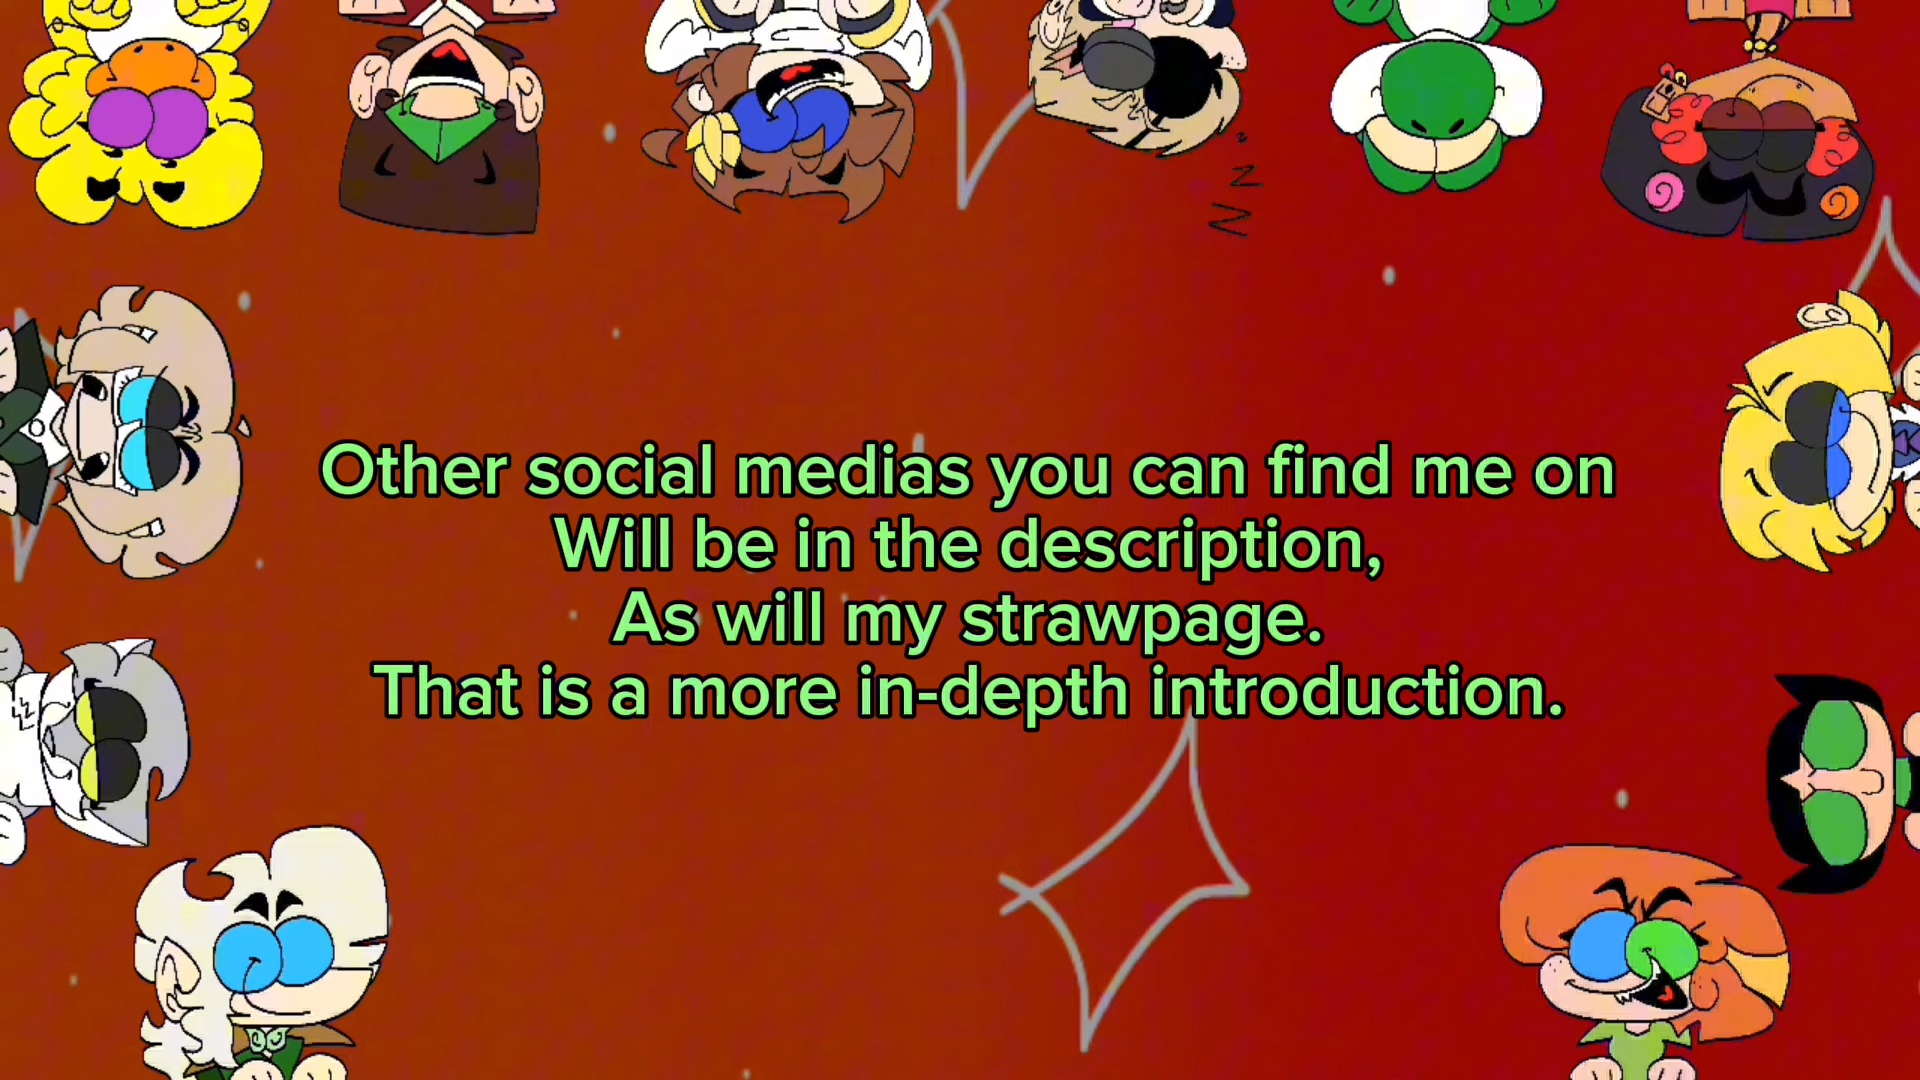 Other social medias you can find me on
Will be in the description,
As will my strawpage.
That is a more in-depth introduction.
z
Z
Z